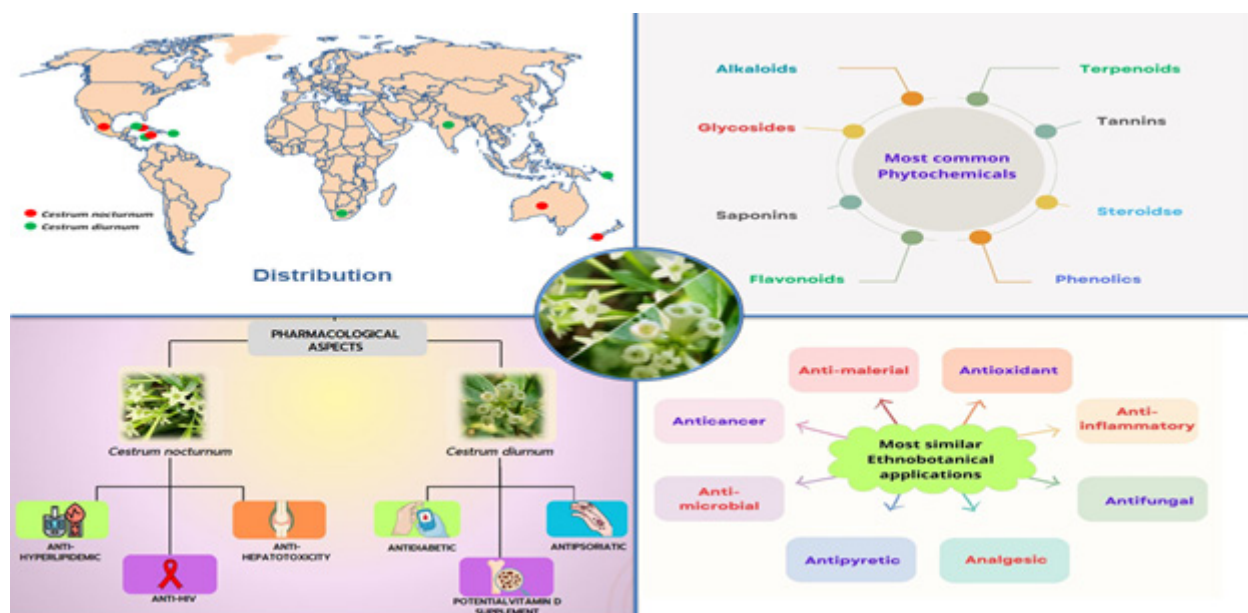 Cestrum nocturnum
Cestrum diurnum
Distribution
Alkaloids
Terpenoids
Glycosides
Tannins
Most common
Phytochemicals
Saponins
Steroidse
Flavonoids
Phenolics
PHARMACOLOGICAL
ASPECTS
Cestrum nocturnum
Cestrum diurnum
ANTI-
HYPERLIPIDEMIC
ANTI-
HEPATOTOXICITY
ANTIDIABETIC
ANTIPSORIATIC
ANTI-HIV
POTENTIALVITAMIN D
SUPPLEMENT
Anti-malerial
Antioxidant
Anticancer
Anti-
inflammatory
Most similar
Ethnobotanical
applications
Anti-
microbial
Antifungal
Antipyretic
Analgesic